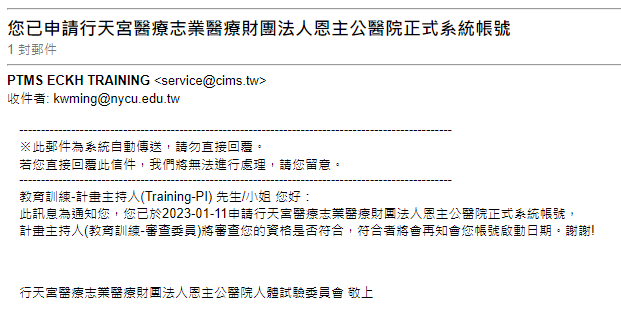 您已申請行天宮醫療志業醫療財團法人恩主公醫院正式系統帳號
1 封郵件
PTMS ECKH TRAINING <service@cims.tw>
收件者: kwming@nycu.edu.tw
----------------------------------------------------------------------------------------------------
※此郵件為系統自動傳送，請勿直接回覆。
若您直接回覆此信件，我們將無法進行處理，請您留意。
----------------------------------------------------------------------------------------------------
教育訓練-計畫主持人(Training-PI) 先生/小姐 您好：
此訊息為通知您，您已於2023-01-11申請行天宮醫療志業醫療財團法人恩主公醫院正式系統帳號，
計畫主持人(教育訓練-審查委員)將審查您的資格是否符合，符合者將會再知會您帳號啟動日期。謝謝!
行天宮醫療志業醫療財團法人恩主公醫院人體試驗委員會 敬上